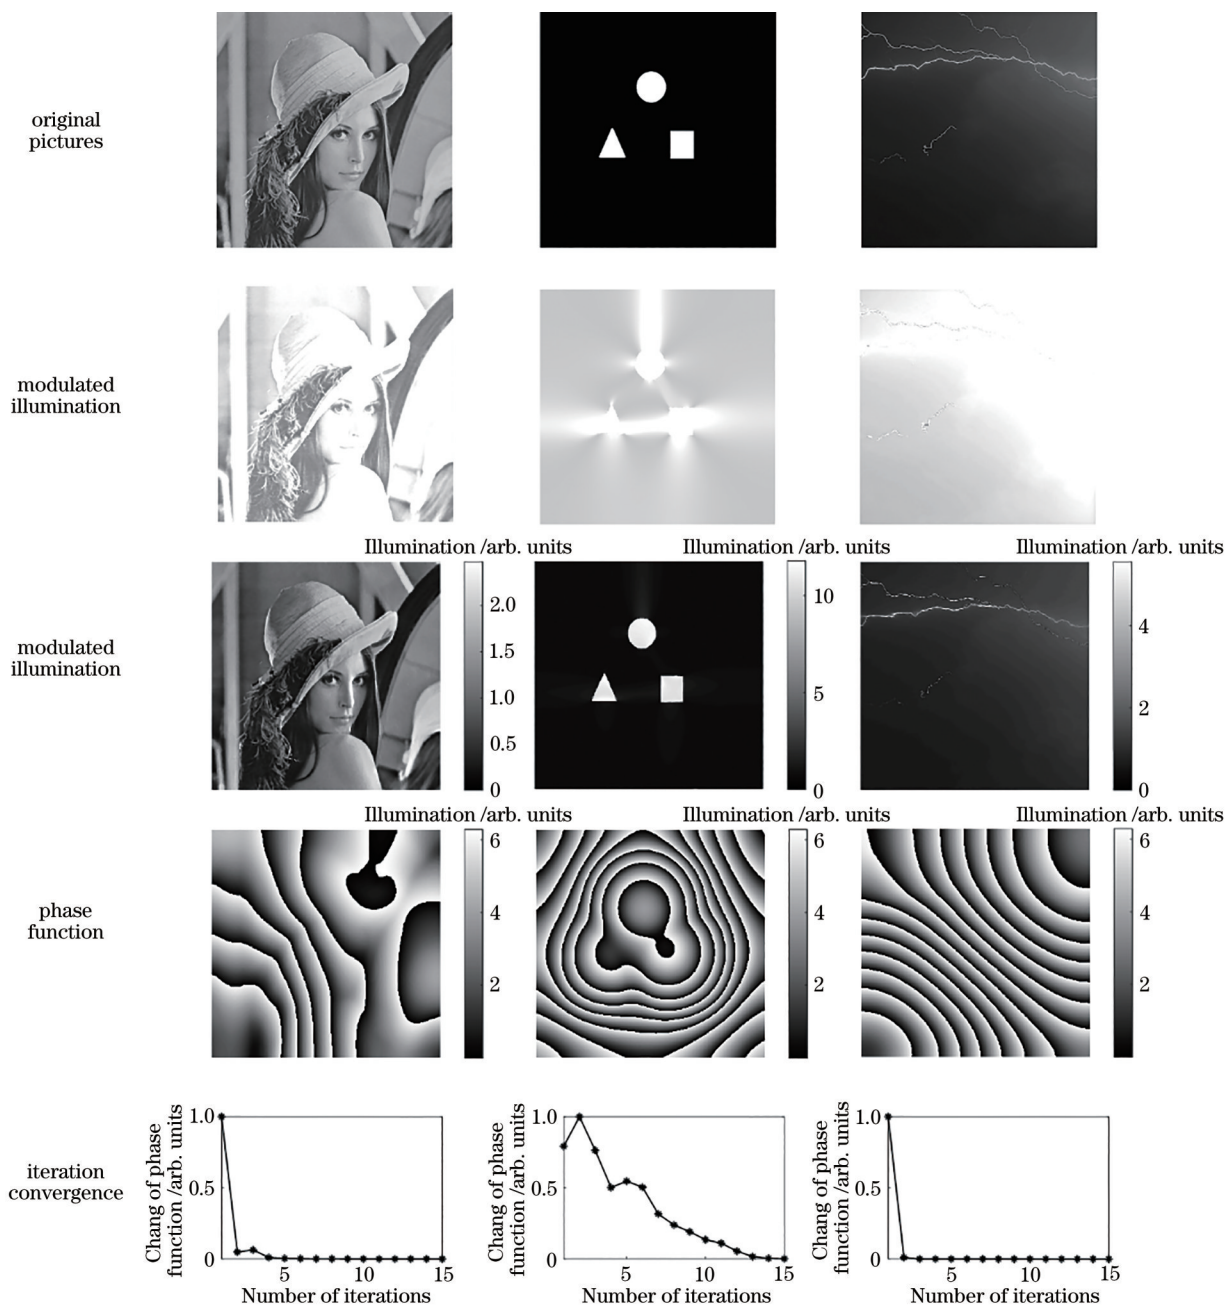 original
pictures
modulated
illumination
Illumination /arb. units
Illumination /arb. units
Illumination /arb. units
modulated
illumination
2.0
1.5
1.0
0.5
0
10
5
0
4
2
0
Illumination /arb. units
Illumination /arb. units
Illumination /arb. units
phase
function
6
4
2
6
4
2
6
4
2
iteration
convergence
Chang of phase
function /arb. units
1.0
0.5
0
5
10
15
Number of iterations
Chang of phase
function /arb. units
1.0
0.5
0
5
10
15
Number of iterations
Chang of phase
function /arb. units
1.0
0.5
0
5
10
15
Number of iterations